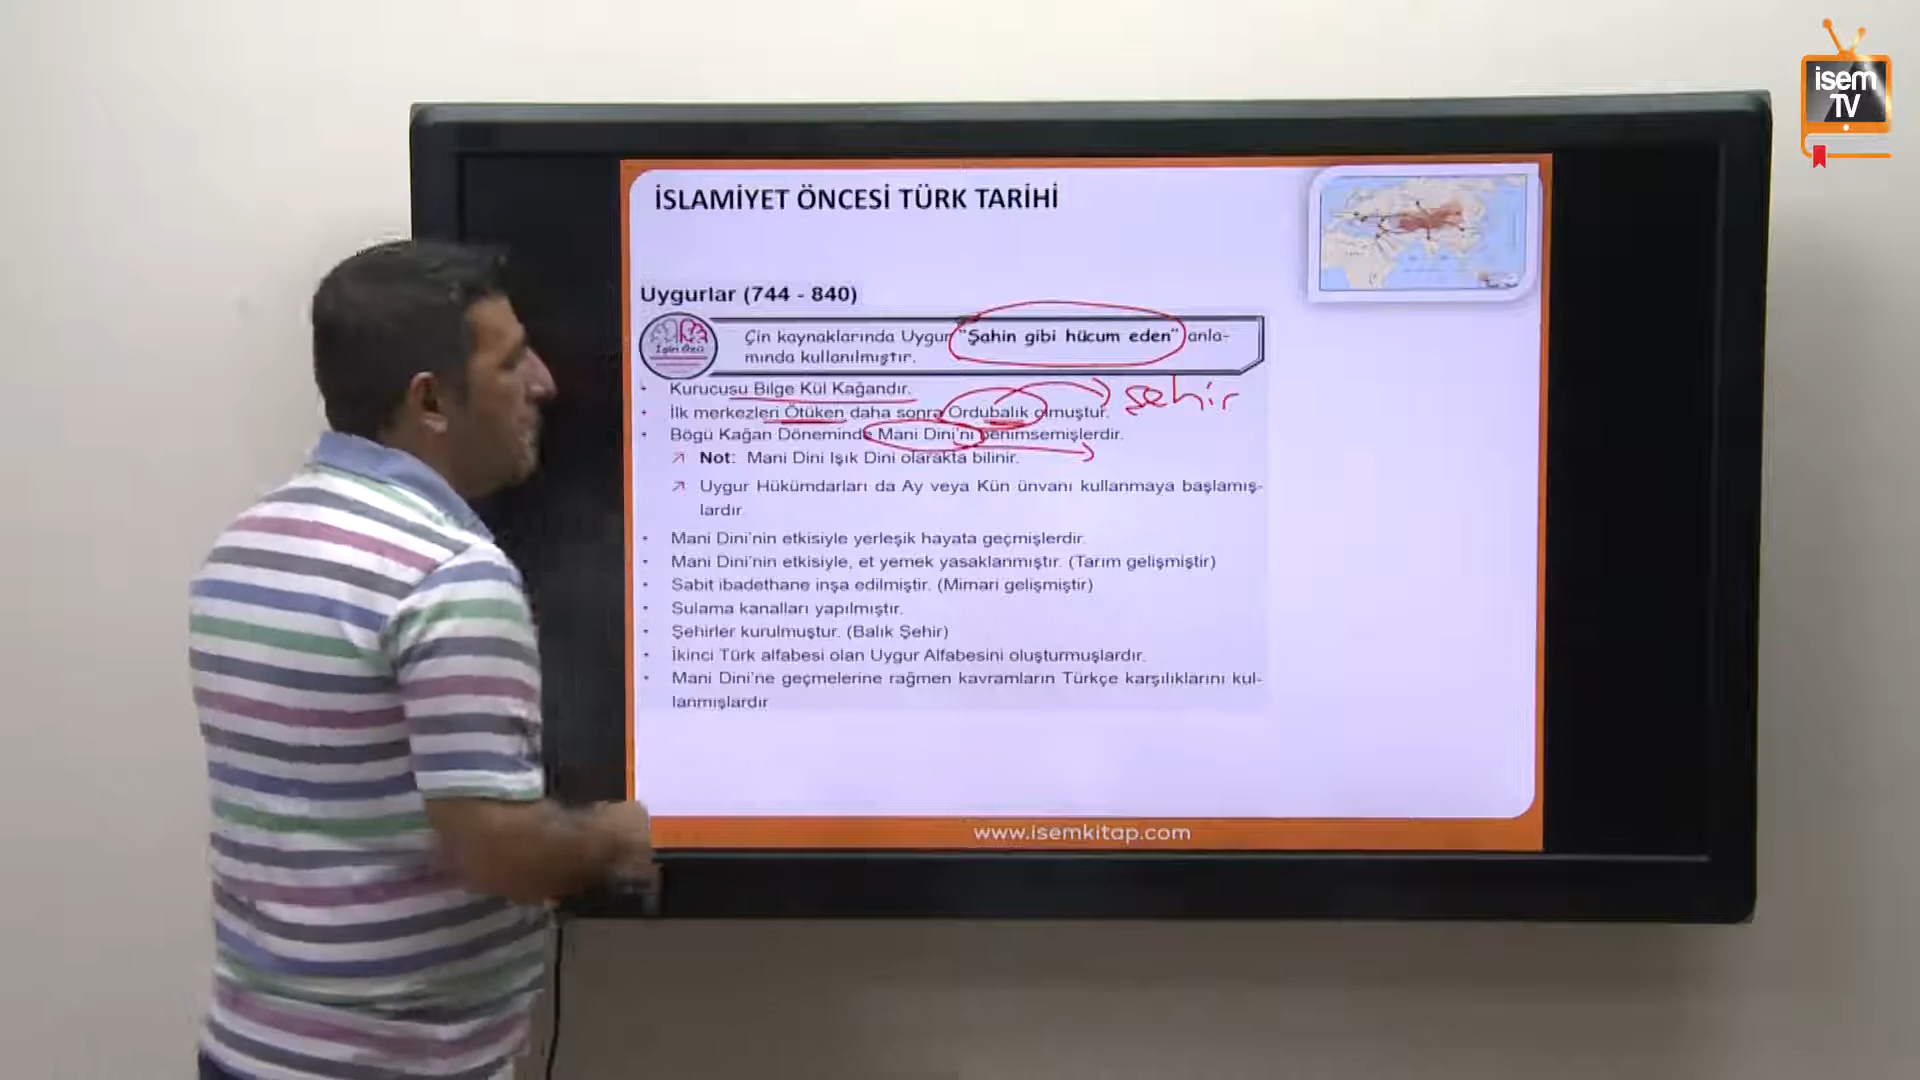 isem
TV
İSLAMİYET ÖNCESİ TÜRK TARİHİ
Uygurlar (744 - 840)
İşin Özü
Çin kaynaklarında Uygur "Şahin gibi hücum eden" anla-
mında kullanılmıştır.
• Kurucusu Bilge Kül Kağandır.
• İlk merkezleri Ötüken daha sonra Ordubalık olmuştur.
şehir
• Bögü Kağan Döneminde Mani Dini'ni benimsemişlerdir.
Not: Mani Dini Işık Dini olarakta bilinir.
Uygur Hükümdarları da Ay veya Kün ünvanı kullanmaya başlamış-
lardır.
• Mani Dini'nin etkisiyle yerleşik hayata geçmişlerdir.
• Mani Dini'nin etkisiyle, et yemek yasaklanmıştır. (Tarım gelişmiştir)
• Sabit ibadethane inşa edilmiştir. (Mimari gelişmiştir)
• Sulama kanalları yapılmıştır.
• Şehirler kurulmuştur. (Balık Şehir)
• İkinci Türk alfabesi olan Uygur Alfabesini oluşturmuşlardır.
• Mani Dini'ne geçmelerine rağmen kavramların Türkçe karşılıklarını kul-
lanmışlardır
www.isemkitap.com